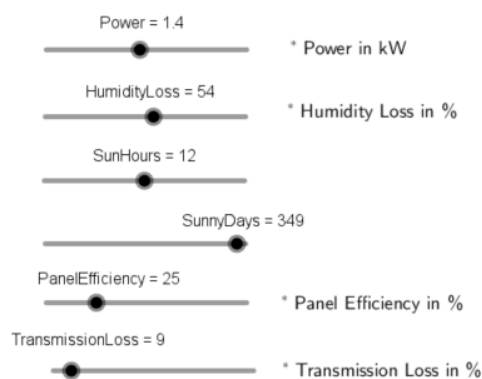 Power = 1.4
* Power in kW
HumidityLoss = 54
* Humidity Loss in %
SunHours = 12
SunnyDays = 349
PanelEfficiency = 25
* Panel Efficiency in %
TransmissionLoss = 9
* Transmission Loss in %